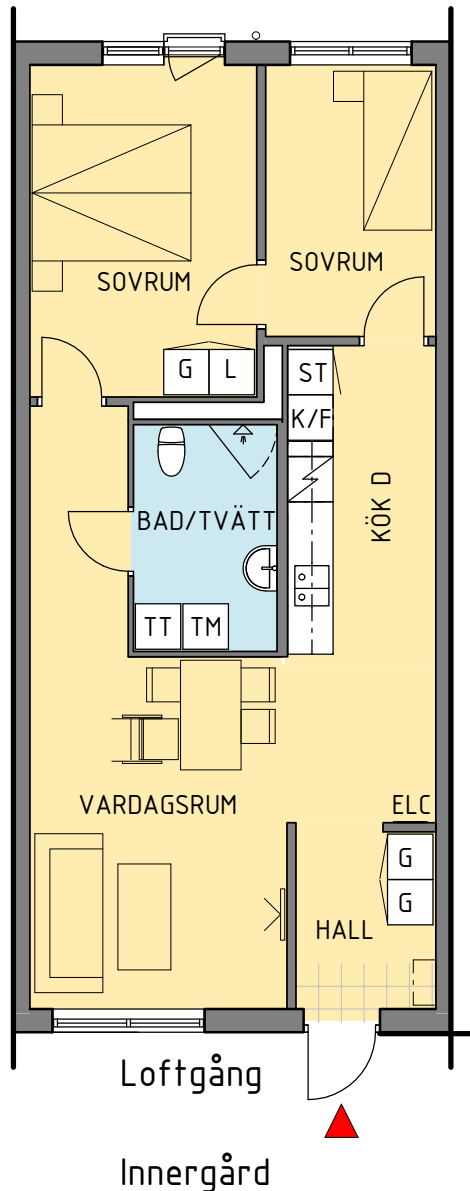 SOVRUM
SOVRUM
G L
ST
K/F
BAD/TVÄTT
KÖK D
TT TM
VARDAGSRUM
ELC
G
G
HALL
Loftgång
Innergård